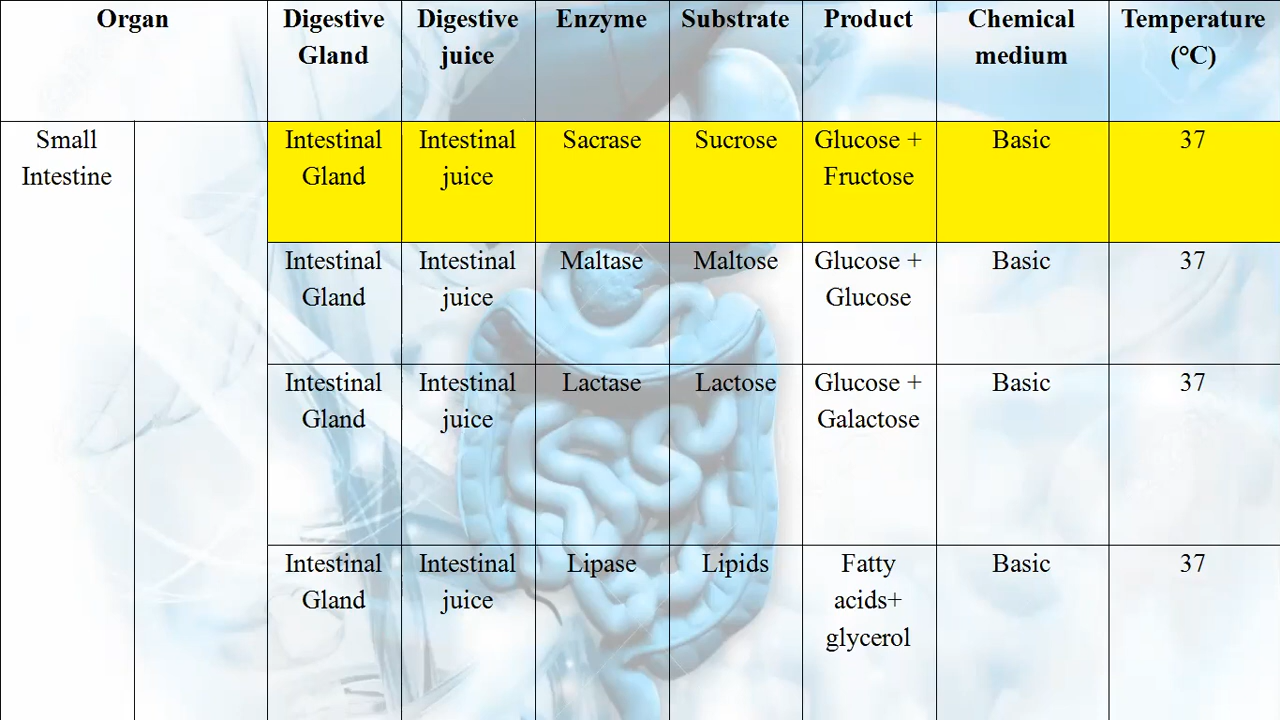 Organ Digestive Gland Digestive juice Enzyme Substrate Product Chemical medium Temperature (°C)
Small Intestine Intestinal Gland Intestinal juice Sacrase Sucrose Glucose + Fructose Basic 37
Intestinal Gland Intestinal juice Maltase Maltose Glucose + Glucose Basic 37
Intestinal Gland Intestinal juice Lactase Lactose Glucose + Galactose Basic 37
Intestinal Gland Intestinal juice Lipase Lipids Fatty acids+ glycerol Basic 37